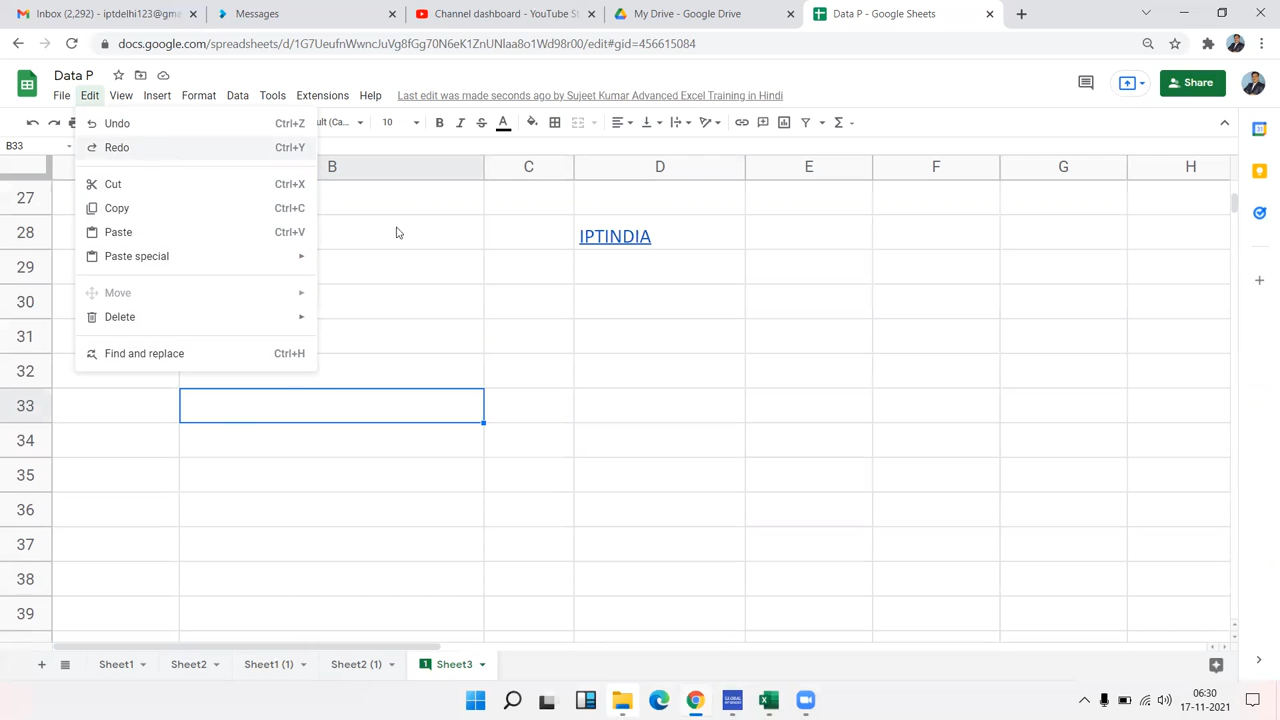 Inbox (2,292) - iptdelhi123@gma
Messages
Channel dashboard - YouTube St
My Drive - Google Drive
Data P - Google Sheets
docs.google.com/spreadsheets/d/1G7UeufnWwncJuVg8fGg70N6eK1ZnUNlaa8o1Wd98r00/edit#gid=456615084
Data P
File Edit View Insert Format Data Tools Extensions Help Last edit was made seconds ago by Sujeet Kumar Advanced Excel Training in Hindi
Share
ult (Ca... 10 B I S A Σ
B33
B C D E F G H
Undo Ctrl+Z
Redo Ctrl+Y
Cut Ctrl+X
Copy Ctrl+C
Paste Ctrl+V
Paste special
Move
Delete
Find and replace Ctrl+H
27
28 IPTINDIA
29
30
31
32
33
34
35
36
37
38
39
Sheet1 Sheet2 Sheet1 (1) Sheet2 (1) 1 Sheet3
06:30
17-11-2021